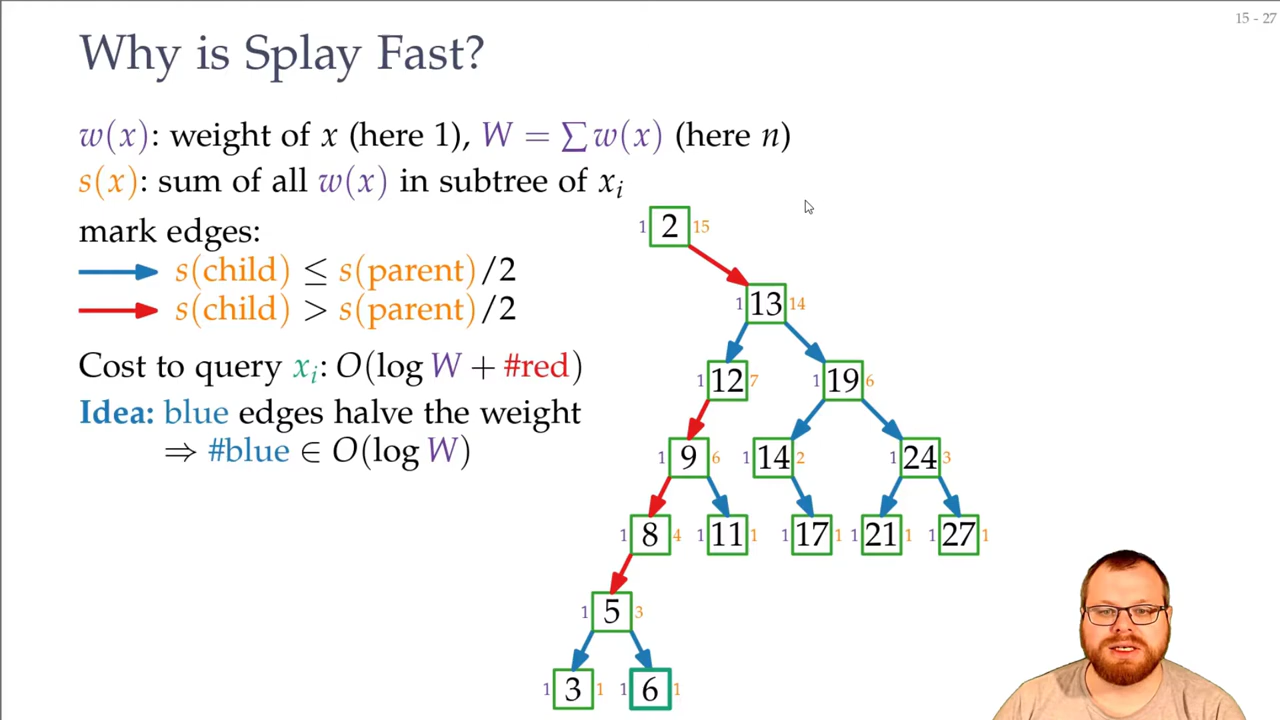 15 - 27
Why is Splay Fast?
w(x): weight of x (here 1), W = ∑ w(x) (here n)
s(x): sum of all w(x) in subtree of xᵢ
mark edges:
s(child) ≤ s(parent)/2
s(child) > s(parent)/2
Cost to query xᵢ: O(log W + #red)
Idea: blue edges halve the weight
⇒ #blue ∈ O(log W)
1 2 15
1 13 14
1 12 7 1 19 6
1 9 6 1 14 2 1 24 3
1 8 4 1 11 1 1 17 1 1 21 1 1 27 1
1 5 3
1 3 1 1 6 1